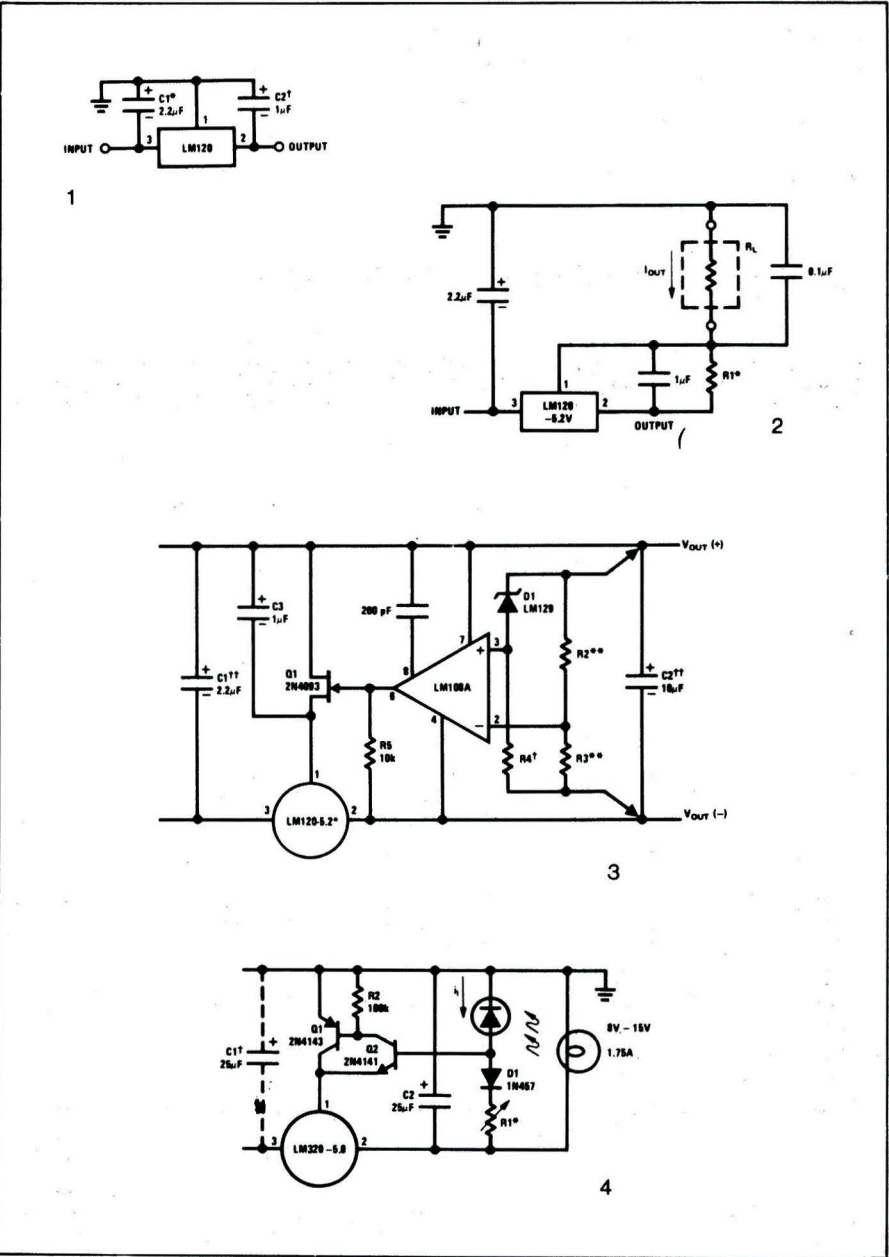 C1*
2.2µF
C2†
1µF
1
3
2
INPUT
LM120
OUTPUT
1
RL
IOUT
0.1µF
2.2µF
1µF
R1*
1
INPUT
3
LM120
–5.2V
2
OUTPUT
2
VOUT (+)
C3
1µF
200 pF
D1
LM129
7
3
+
R2**
C1††
2.2µF
Q1
2N4093
8
6
LM108A
C2††
10µF
4
–
2
R5
10k
R4†
R3**
1
3
LM120-5.2*
2
VOUT (–)
3
R2
100k
Q1
2N4143
Q2
2N4141
C1†
25µF
C2
25µF
D1
1N457
8V – 15V
1.75A
1
R1*
3
LM320 –5.0
2
4